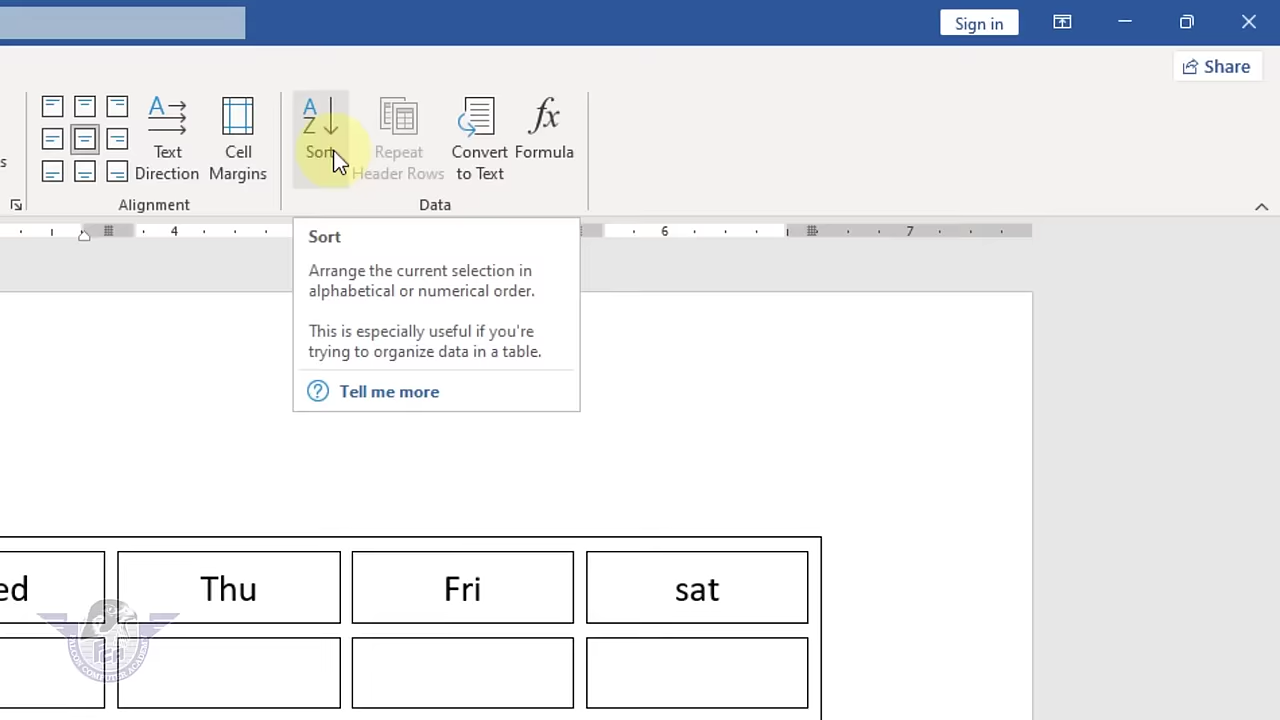 Sign in
Share
Text
Direction
Cell
Margins
Sort
Repeat
Header Rows
Convert
to Text
Formula
s
Alignment
Data
4
6
7
Sort
Arrange the current selection in
alphabetical or numerical order.
This is especially useful if you're
trying to organize data in a table.
Tell me more
ed
Thu
Fri
sat